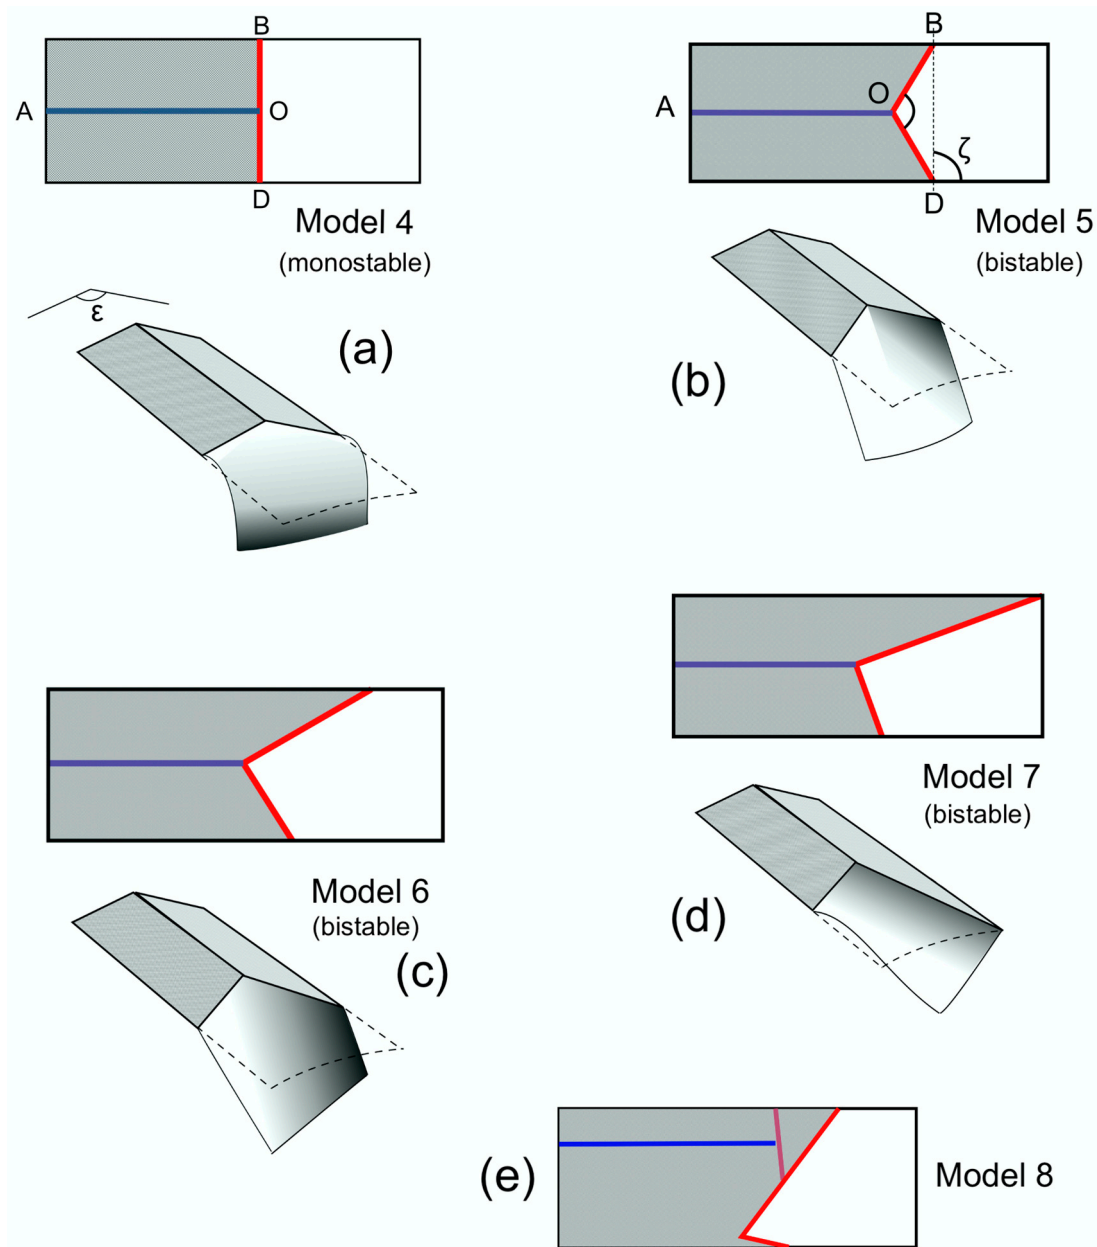 B
A
O
D
Model 4
(monostable)
ε
(a)
B
A
O
ζ
D
Model 5
(bistable)
(b)
Model 6
(bistable)
(c)
Model 7
(bistable)
(d)
(e)
Model 8